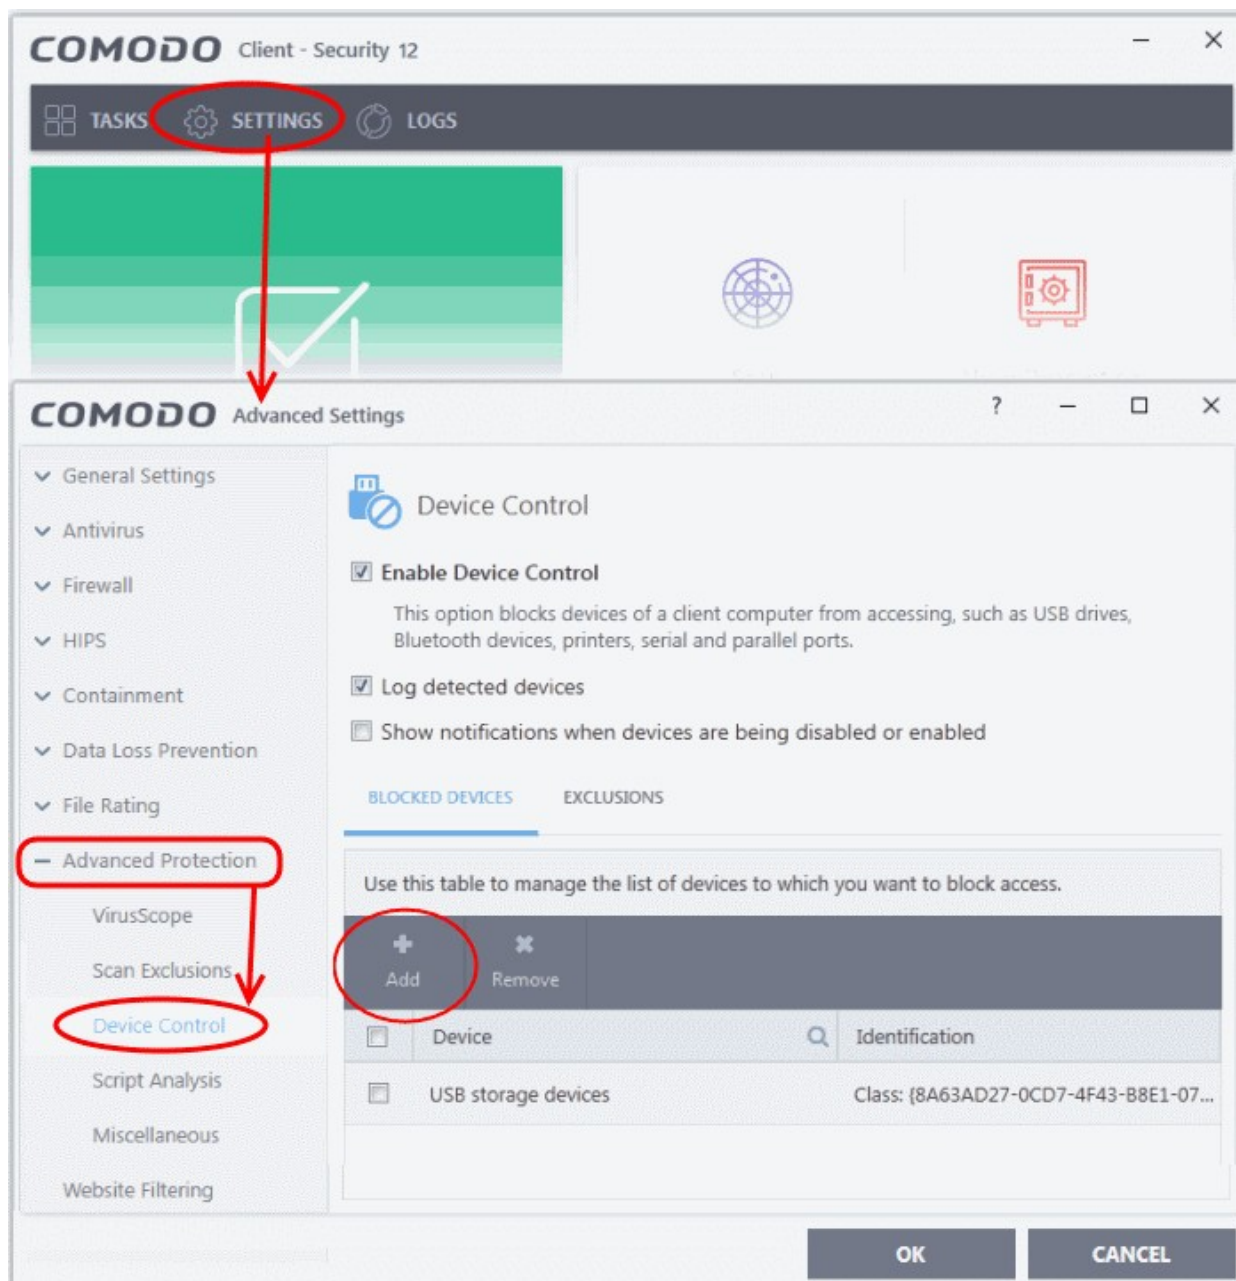 COMODO Client - Security 12
TASKS SETTINGS LOGS
COMODO Advanced Settings
?
General Settings
Antivirus
Firewall
HIPS
Containment
Data Loss Prevention
File Rating
Advanced Protection
VirusScope
Scan Exclusions
Device Control
Script Analysis
Miscellaneous
Website Filtering
Device Control
Enable Device Control
This option blocks devices of a client computer from accessing, such as USB drives,
Bluetooth devices, printers, serial and parallel ports.
Log detected devices
Show notifications when devices are being disabled or enabled
BLOCKED DEVICES EXCLUSIONS
Use this table to manage the list of devices to which you want to block access.
Add Remove
Device Identification
USB storage devices Class: {8A63AD27-0CD7-4F43-B8E1-07...
OK CANCEL